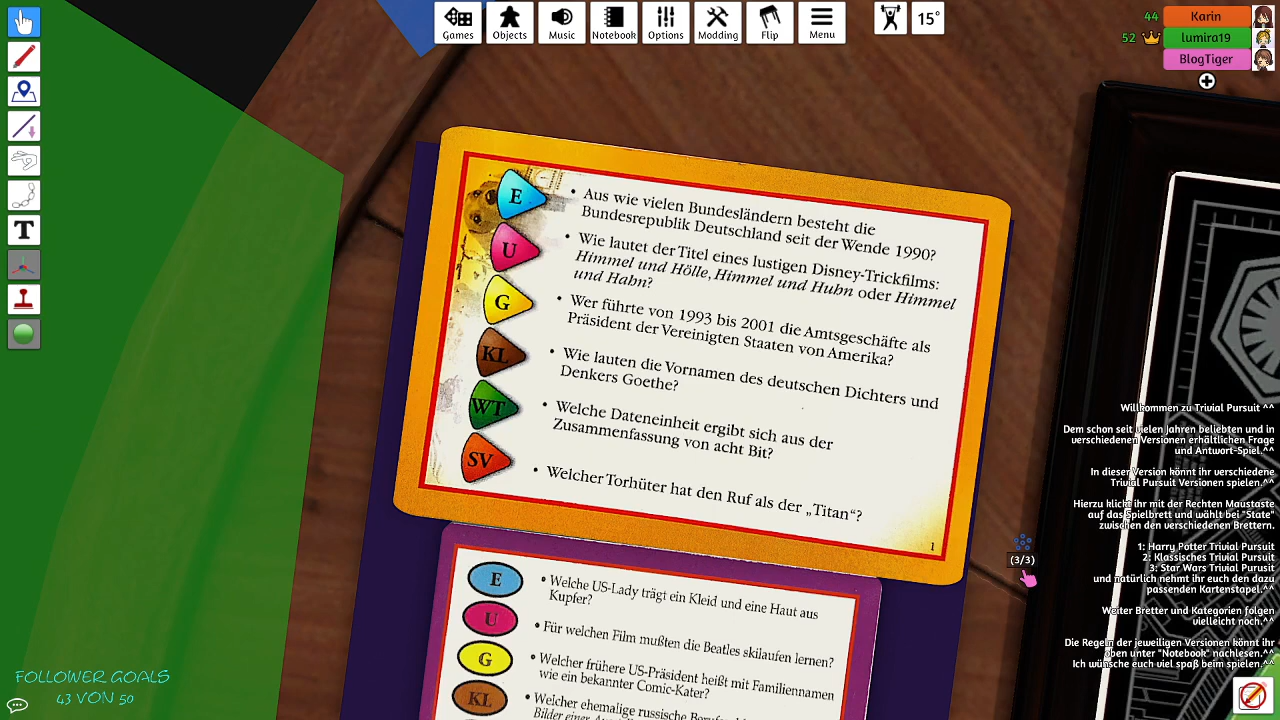 Games
Objects
Music
Notebook
Options
Modding
Flip
Menu
15°
44 Karin
52 lumira19
BlogTiger
T
E
• Aus wie vielen Bundesländern besteht die
Bundesrepublik Deutschland seit der Wende 1990?
U
• Wie lautet der Titel eines lustigen Disney-Trickfilms:
Himmel und Hölle, Himmel und Huhn oder Himmel
und Hahn?
G
• Wer führte von 1993 bis 2001 die Amtsgeschäfte als
Präsident der Vereinigten Staaten von Amerika?
KL
• Wie lauten die Vornamen des deutschen Dichters und
Denkers Goethe?
WT
• Welche Dateneinheit ergibt sich aus der
Zusammenfassung von acht Bit?
SV
• Welcher Torhüter hat den Ruf als der „Titan“?
1
E
• Welche US-Lady trägt ein Kleid und eine Haut aus
Kupfer?
U
• Für welchen Film mußten die Beatles skilaufen lernen?
G
• Welcher frühere US-Präsident heißt mit Familiennamen
wie ein bekannter Comic-Kater?
KL
• Welcher ehemalige russische
Bilder einer
(3/3)
Willkommen zu Trivial Pursuit ^^
Dem schon seit vielen Jahren beliebten und in
verschiedenen Versionen erhältlichen Frage
und Antwort-Spiel.^^
In dieser Version könnt ihr verschiedene
Trivial Pursuit Versionen spielen.^^
Hierzu klickt ihr mit der Rechten Maustaste
auf das Spielbrett und wählt bei "State"
zwischen den verschiedenen Brettern.
1: Harry Potter Trivial Pursuit
2: Klassisches Trivial Pursuit
3: Star Wars Trivial Purusit
und natürlich nehmt ihr euch den dazu
passenden Kartenstapel.^^
Weiter Bretter und Kategorien folgen
vielleicht noch.^^
Die Regeln der jeweiligen Versionen könnt ihr
oben unter "Notebook" nachlesen.^^
Ich wünsche euch viel spaß beim spielen.^^
FOLLOWER GOALS
43 VON 50